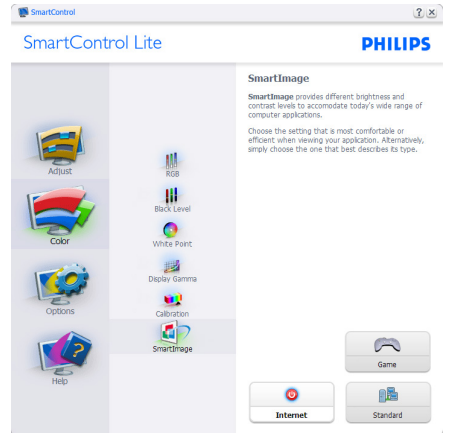 SmartControl
SmartControl Lite
PHILIPS
Adjust
Color
Options
Help
RGB
Black Level
White Point
Display Gamma
Calibration
SmartImage
SmartImage
SmartImage provides different brightness and
contrast levels to accomodate today's wide range of
computer applications.
Choose the setting that is most comfortable or
efficient when viewing your application. Alternatively,
simply choose the one that best describes its type.
Game
Internet
Standard